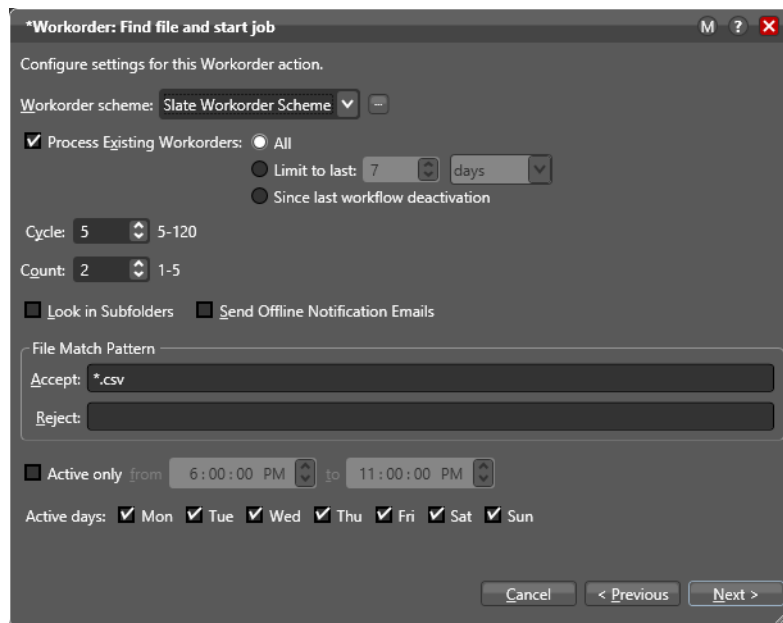 *Workorder: Find file and start job M ?
Configure settings for this Workorder action.
Workorder scheme: Slate Workorder Scheme ...
Process Existing Workorders: All
Limit to last: 7 days
Since last workflow deactivation
Cycle: 5 5-120
Count: 2 1-5
Look in Subfolders Send Offline Notification Emails
File Match Pattern
Accept: *.csv
Reject:
Active only from 6:00:00 PM to 11:00:00 PM
Active days: Mon Tue Wed Thu Fri Sat Sun
Cancel < Previous Next >